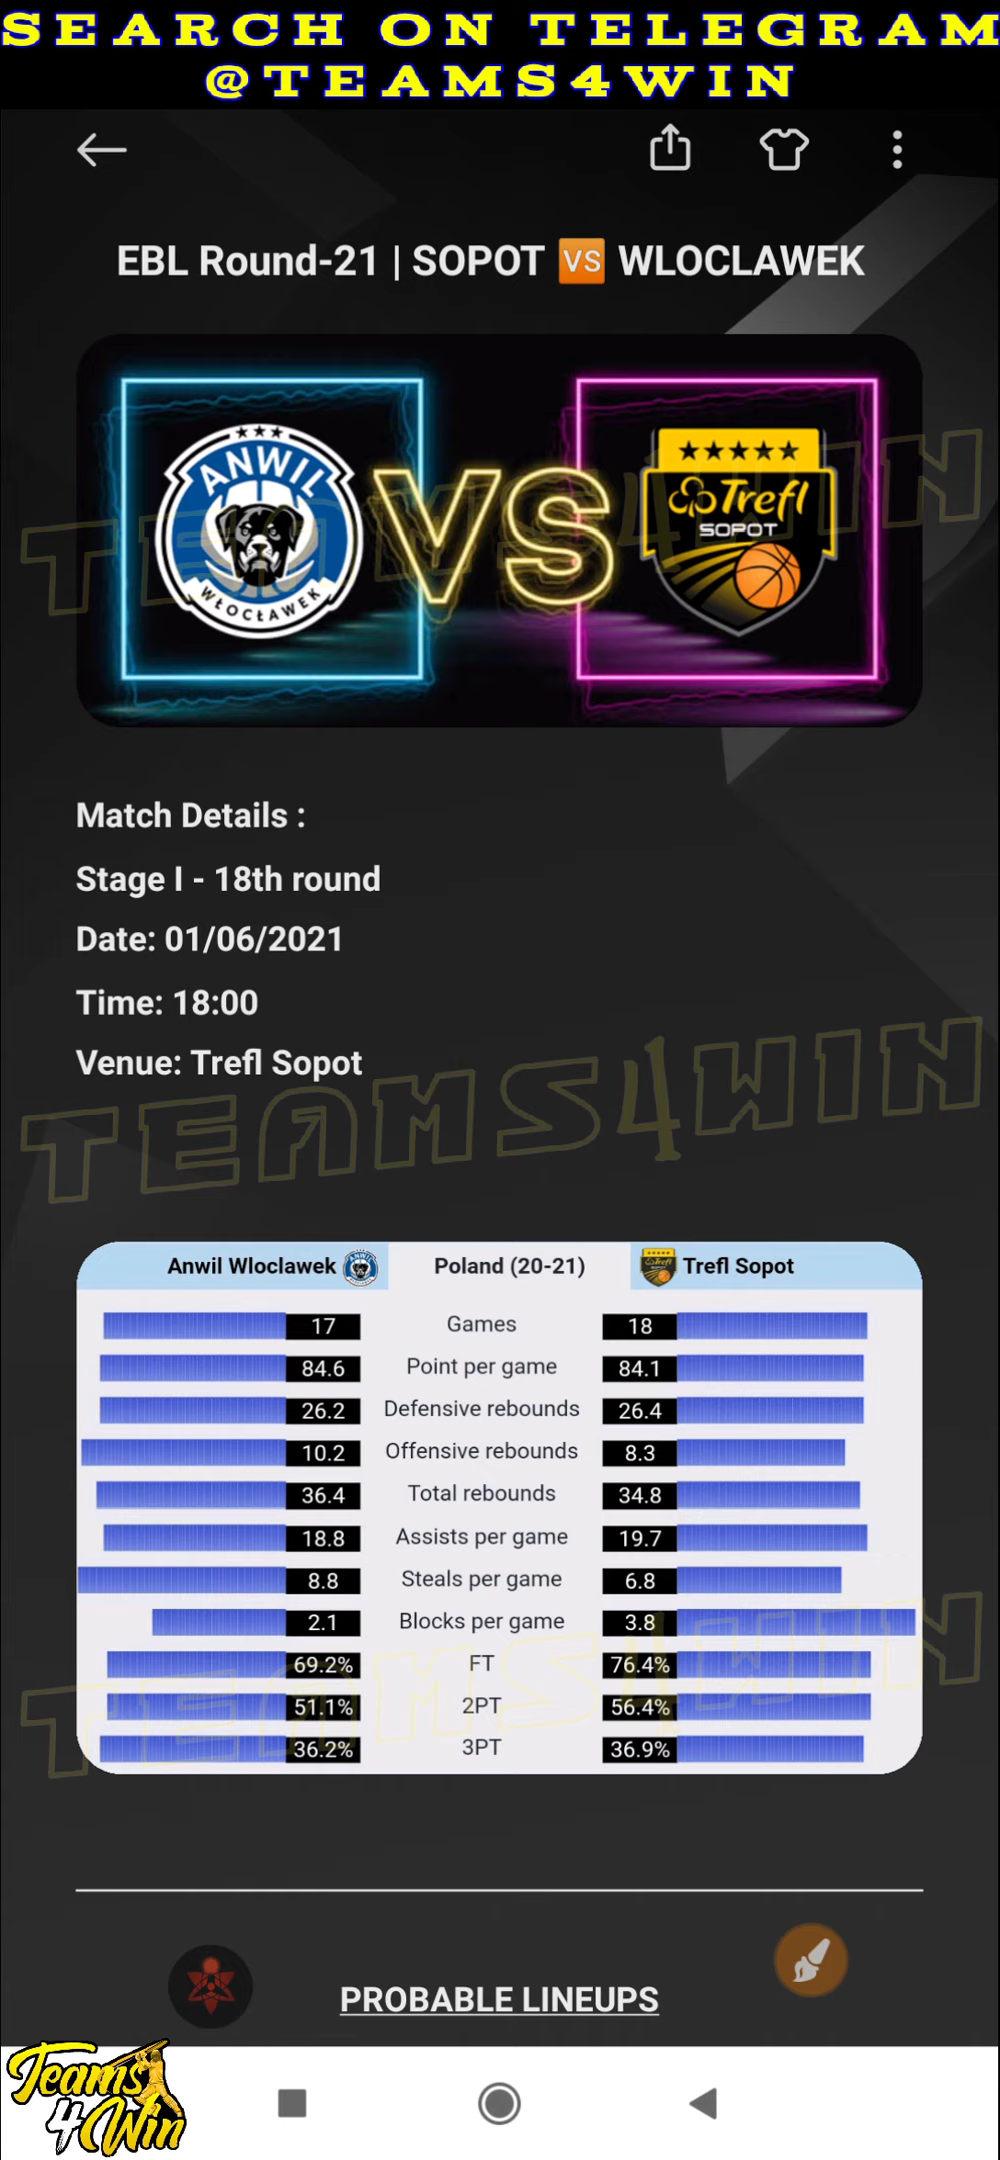 SEARCH ON TELEGRAM
@TEAMS4WIN
EBL Round-21 | SOPOT 🆚 WLOCLAWEK
ANWIL
WŁOCŁAWEK
VS
Trefl
SOPOT
TEAMS4WIN
Match Details :
Stage I - 18th round
Date: 01/06/2021
Time: 18:00
Venue: Trefl Sopot
TEAMS4WIN
Anwil Wloclawek Poland (20-21) Trefl Sopot
17 Games 18
84.6 Point per game 84.1
26.2 Defensive rebounds 26.4
10.2 Offensive rebounds 8.3
36.4 Total rebounds 34.8
18.8 Assists per game 19.7
8.8 Steals per game 6.8
2.1 Blocks per game 3.8
69.2% FT 76.4%
51.1% 2PT 56.4%
36.2% 3PT 36.9%
TEAMS4WIN
PROBABLE LINEUPS
Teams
4Win